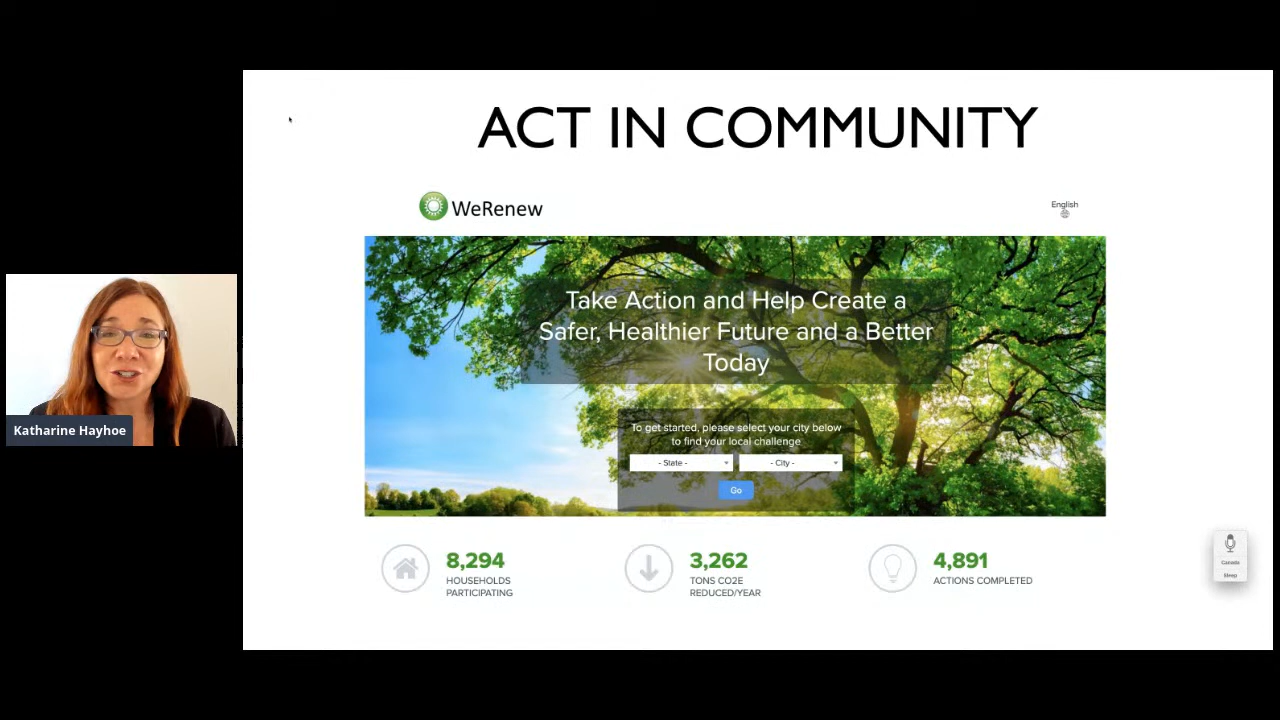 ACT IN COMMUNITY
WeRenew
English
Take Action and Help Create a
Safer, Healthier Future and a Better
Today
To get started, please select your city below
to find your local challenge
- State -
- City -
Go
Katharine Hayhoe
8,294
HOUSEHOLDS
PARTICIPATING
3,262
TONS CO2E
REDUCED/YEAR
4,891
ACTIONS COMPLETED
Canada
Sleep